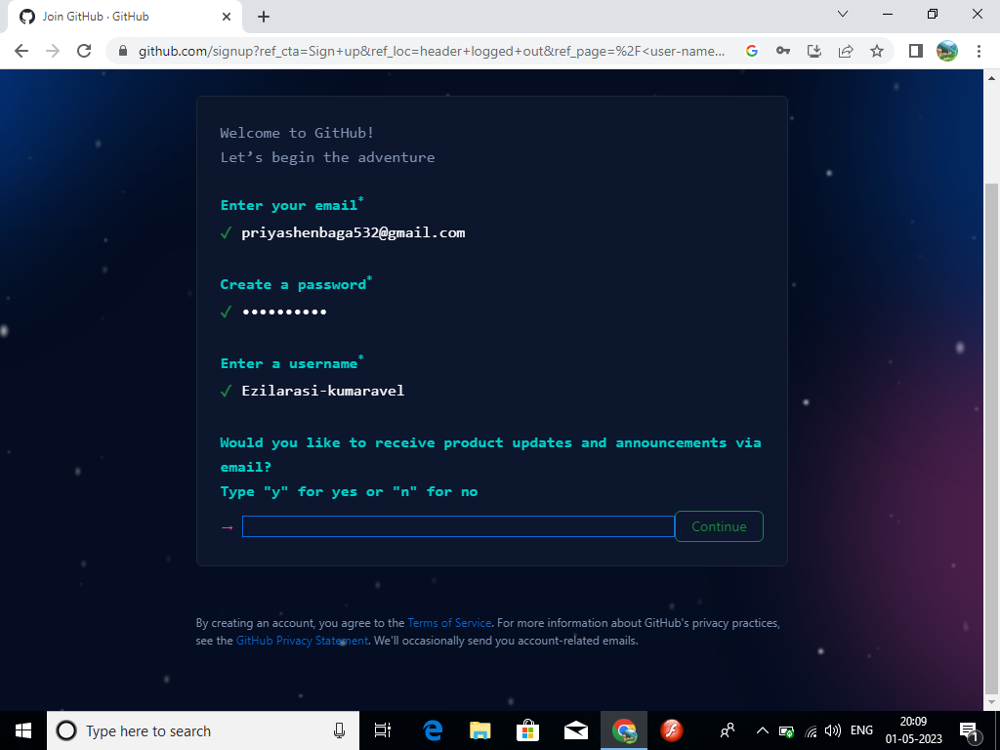 Join GitHub · GitHub
github.com/signup?ref_cta=Sign+up&ref_loc=header+logged+out&ref_page=%2F<user-name...
Welcome to GitHub!
Let’s begin the adventure
Enter your email*
✓ priyashenbaga532@gmail.com
Create a password*
✓ ••••••••••
Enter a username*
✓ Ezilarasi-kumaravel
Would you like to receive product updates and announcements via
email?
Type "y" for yes or "n" for no
→ Continue
By creating an account, you agree to the Terms of Service. For more information about GitHub's privacy practices,
see the GitHub Privacy Statement. We'll occasionally send you account-related emails.
Type here to search
ENG
20:09
01-05-2023
1